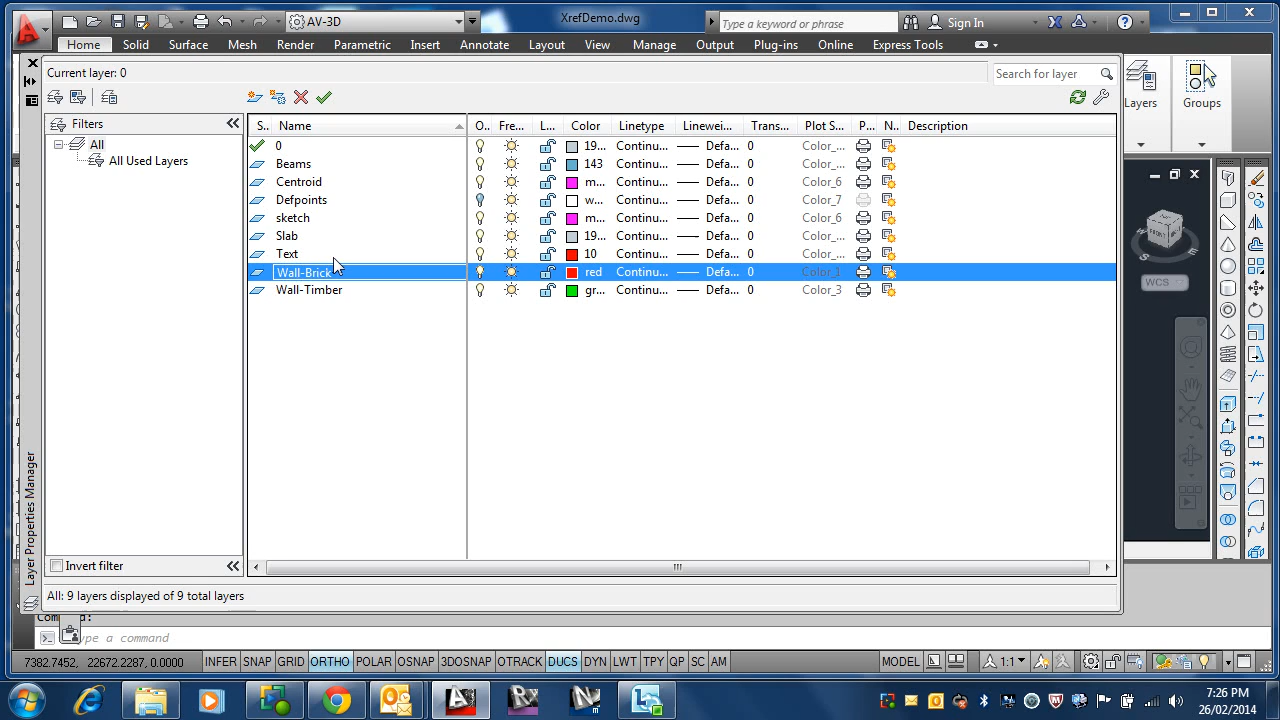 AV-3D
XrefDemo.dwg
Type a keyword or phrase
Sign In
Home Solid Surface Mesh Render Parametric Insert Annotate Layout View Manage Output Plug-ins Online Express Tools
Current layer: 0
Search for layer
Layers
Groups
Filters
S.. Name O.. Fre... L... Color Linetype Linewei... Trans... Plot S... P... N.. Description
All
All Used Layers
0 19... Continu... Defa... 0 Color_...
Beams 143 Continu... Defa... 0 Color_...
Centroid m... Continu... Defa... 0 Color_6
Defpoints w... Continu... Defa... 0 Color_7
sketch m... Continu... Defa... 0 Color_6
Slab 19... Continu... Defa... 0 Color_...
Text 10 Continu... Defa... 0 Color_...
Wall-Brick red Continu... Defa... 0 Color_1
Wall-Timber gr... Continu... Defa... 0 Color_3
WCS
Layer Properties Manager
Invert filter
All: 9 layers displayed of 9 total layers
Command:
ype a command
7382.7452, 22672.2287, 0.0000 INFER SNAP GRID ORTHO POLAR OSNAP 3DOSNAP OTRACK DUCS DYN LWT TPY QP SC AM MODEL 1:1
7:26 PM
26/02/2014